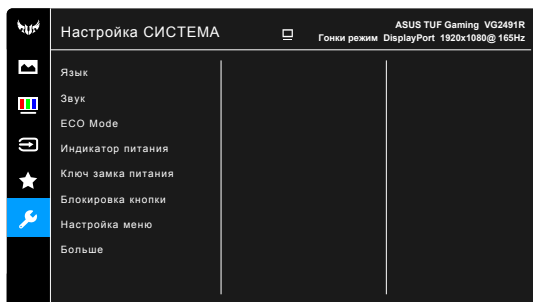 Настройка СИСТЕМА
ASUS TUF Gaming VG2491R
Гонки режим DisplayPort 1920x1080@ 165Hz
Язык
Звук
ECO Mode
Индикатор питания
Ключ замка питания
Блокировка кнопки
Настройка меню
Больше